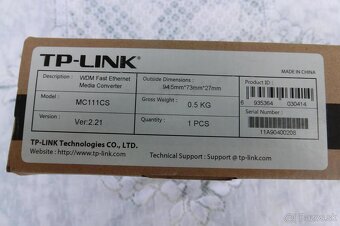 TP-LINK®
MADE IN CHINA
Description : WDM Fast Ethernet Media Converter
Outside Dimensions : 94.5mm*73mm*27mm
Product ID :
6 935364 030414
Model : MC111CS
Gross Weight : 0.5 KG
Serial Number :
11A90400208
Version : Ver:2.21
Quantity : 1 PCS
TP-LINK Technologies CO., LTD.
http://www.tp-link.com
Technical Support : Support@tp-link.com